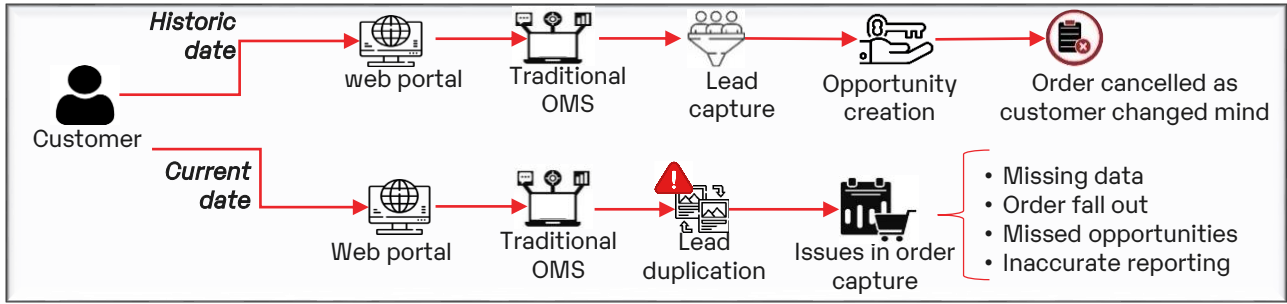 Historic
date
web portal
Traditional
OMS
Lead
capture
Opportunity
creation
Order cancelled as
customer changed mind
Customer
Current
date
Web portal
Traditional
OMS
Lead
duplication
Issues in order
capture
• Missing data
• Order fall out
• Missed opportunities
• Inaccurate reporting